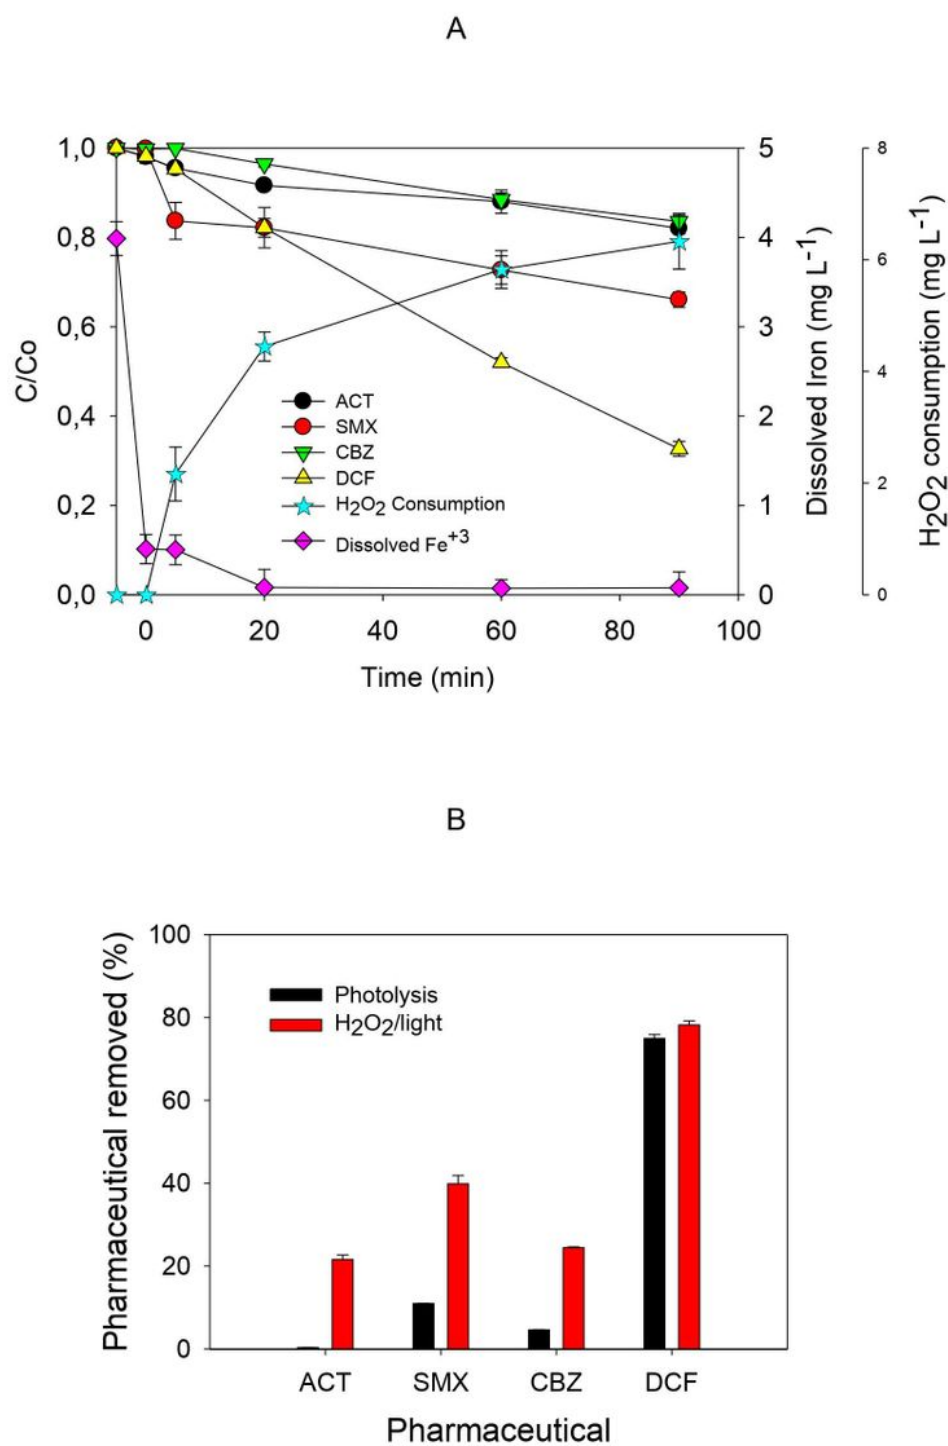 A
1,0
0,8
0,6
0,4
0,2
0,0
C/Co
ACT
SMX
CBZ
DCF
H2O2 Consumption
Dissolved Fe+3
5
4
3
2
1
0
Dissolved Iron (mg L-1)
8
6
4
2
0
H2O2 consumption (mg L-1)
0 20 40 60 80 100
Time (min)
B
100
80
60
40
20
0
Pharmaceutical removed (%)
Photolysis
H2O2/light
ACT SMX CBZ DCF
Pharmaceutical